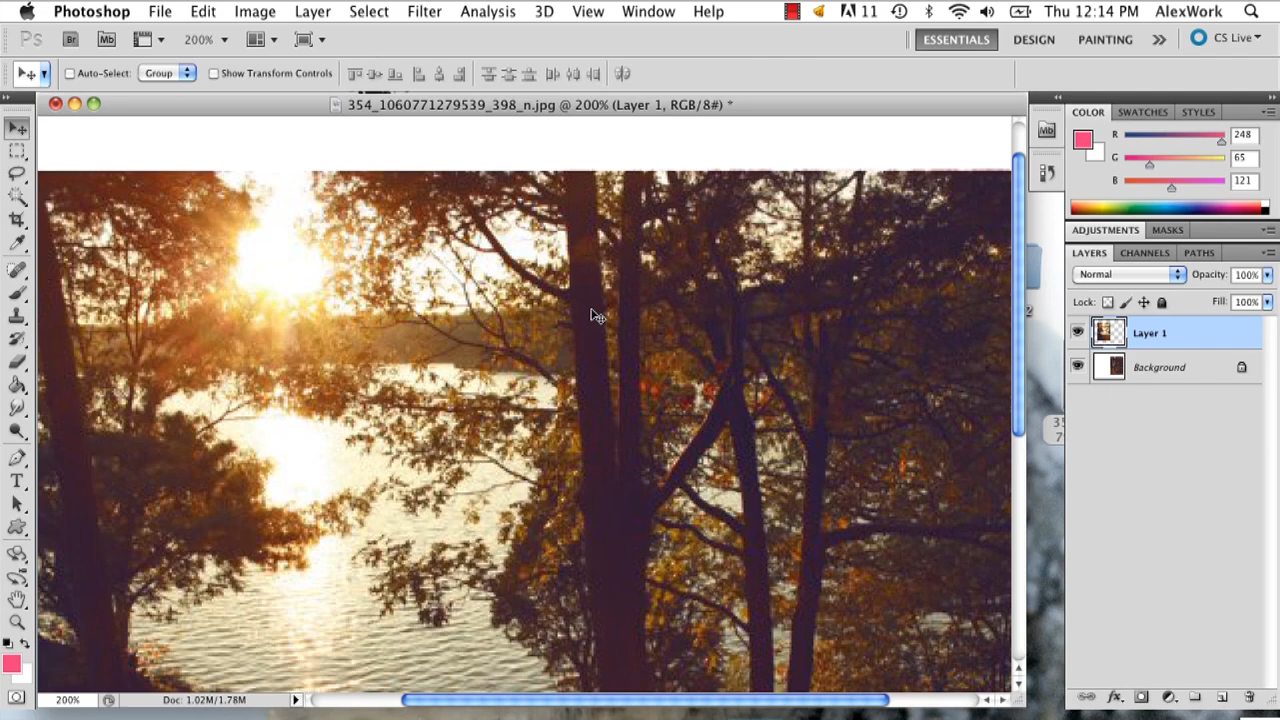 Photoshop File Edit Image Layer Select Filter Analysis 3D View Window Help 11 Thu 12:14 PM AlexWork
Ps Br Mb 200% ESSENTIALS DESIGN PAINTING CS Live
Auto-Select: Group Show Transform Controls
354_1060771279539_398_n.jpg @ 200% (Layer 1, RGB/8#) *
COLOR SWATCHES STYLES
Mb
R 248
G 65
B 121
ADJUSTMENTS MASKS
LAYERS CHANNELS PATHS
Normal Opacity: 100%
Lock: Fill: 100%
Layer 1
Background
T
200% Doc: 1.02M/1.78M
fx